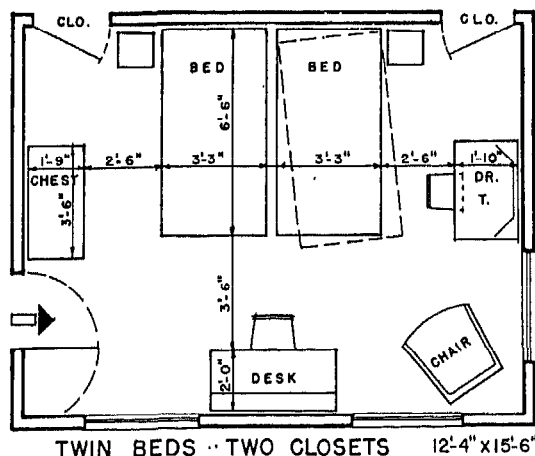 CLO.
CLO.
BED
BED
6'-6"
1'-9"
2'-6"
3'-3"
3'-3"
2'-6"
1'-10"
CHEST
3'-6"
DR.
T.
3'-6"
CHAIR
2'-0"
DESK
TWIN BEDS ·· TWO CLOSETS 12'-4" X 15'-6"